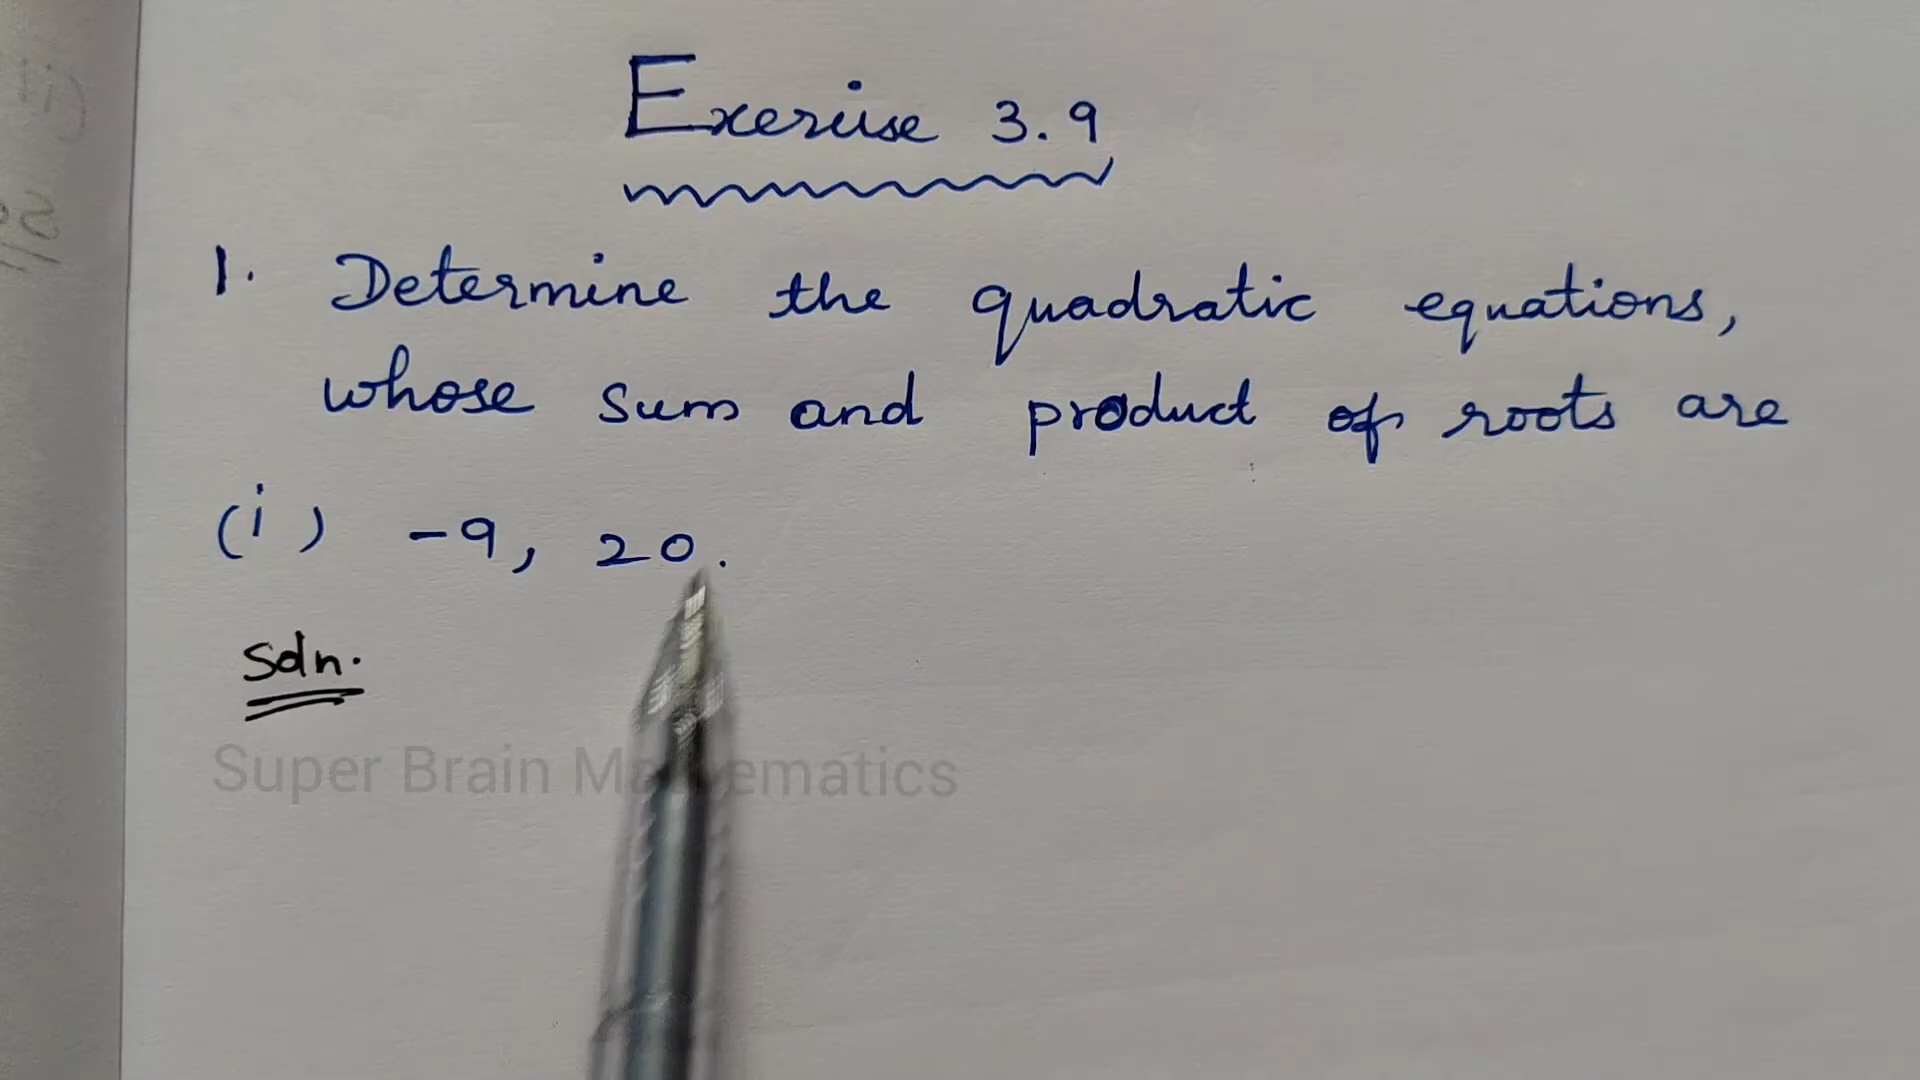 Exercise 3.9
1. Determine the quadratic equations,
whose sum and product of roots are
(i) -9, 20.
Soln.
Super Brain Mathematics